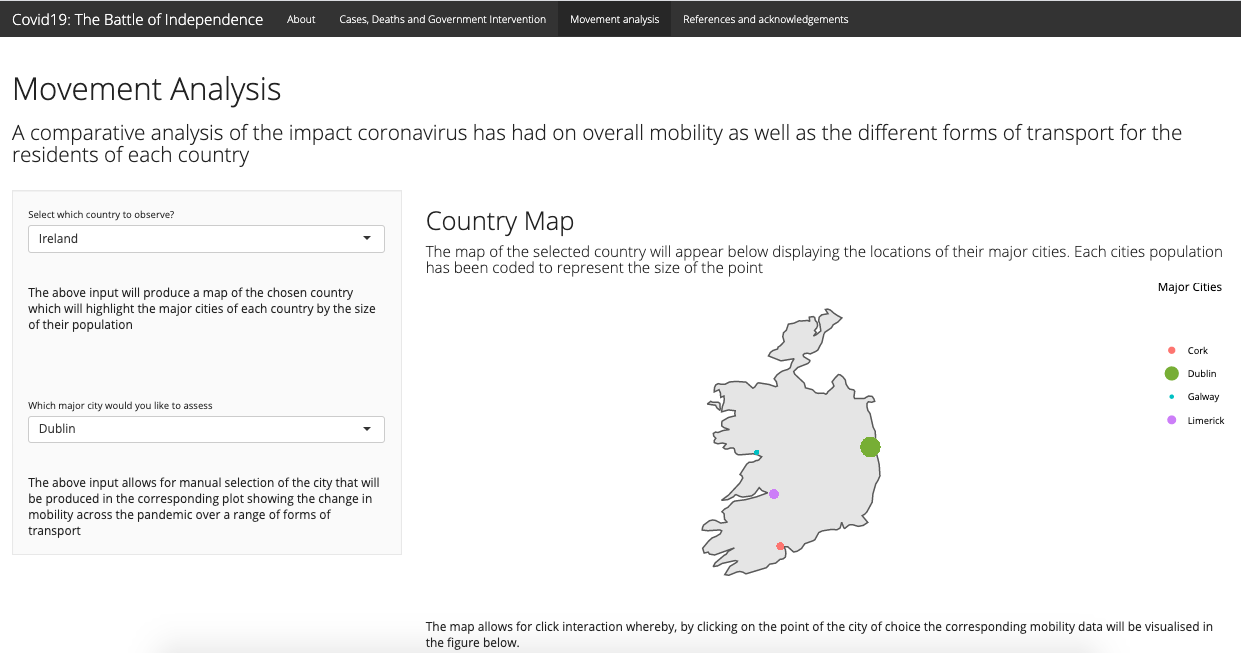 Covid19: The Battle of Independence About Cases, Deaths and Government Intervention Movement analysis References and acknowledgements
Movement Analysis
A comparative analysis of the impact coronavirus has had on overall mobility as well as the different forms of transport for the
residents of each country
Select which country to observe?
Ireland
The above input will produce a map of the chosen country
which will highlight the major cities of each country by the size
of their population
Which major city would you like to assess
Dublin
The above input allows for manual selection of the city that will
be produced in the corresponding plot showing the change in
mobility across the pandemic over a range of forms of
transport
Country Map
The map of the selected country will appear below displaying the locations of their major cities. Each cities population
has been coded to represent the size of the point
Major Cities
Cork
Dublin
Galway
Limerick
The map allows for click interaction whereby, by clicking on the point of the city of choice the corresponding mobility data will be visualised in
the figure below.